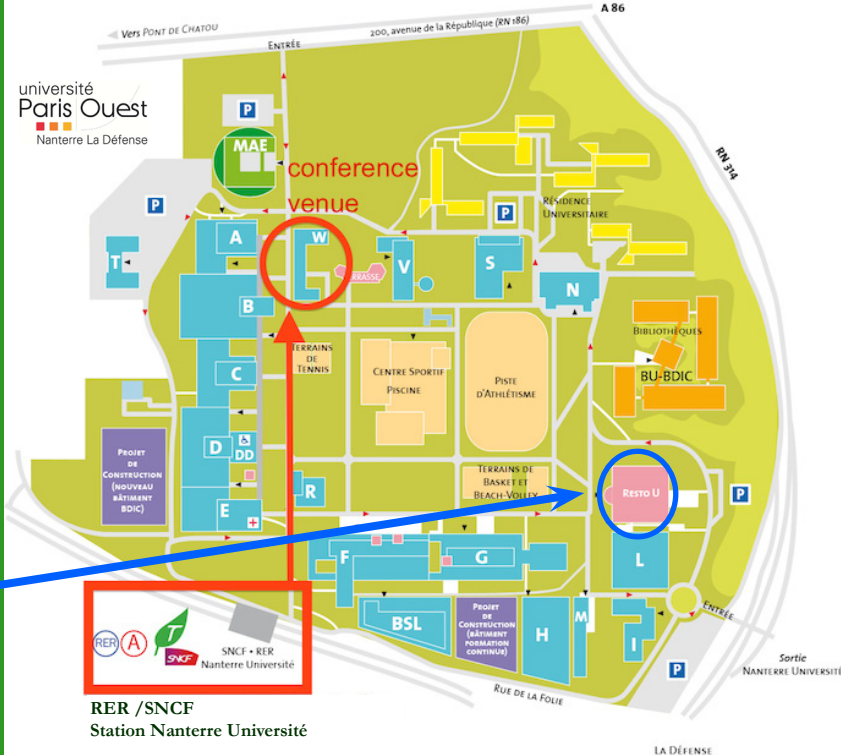 A 86
Vers PONT DE CHATOU
200, avenue de la République (RN 186)
ENTRÉE
université
Paris Ouest
Nanterre La Défense
P
MAE
conference
venue
RN 314
P
P
RÉSIDENCE
UNIVERSITAIRE
A
W
T
TERRASSE
V
S
N
B
BIBLIOTHÈQUES
BU-BDIC
TERRAINS
DE
TENNIS
CENTRE SPORTIF
PISCINE
PISTE
D'ATHLÉTISME
C
D
DD
PROJET
DE
CONSTRUCTION
(NOUVEAU
BÂTIMENT
BDIC)
R
TERRAINS DE
BASKET ET
BEACH-VOLLEY
RESTO U
P
E
F
G
L
BSL
PROJET
DE
CONSTRUCTION
(BÂTIMENT
FORMATION
CONTINUE)
H
M
I
ENTRÉE
P
Sortie
NANTERRE UNIVERSITÉ
RER A
T
SNCF
SNCF • RER
Nanterre Université
RUE DE LA FOLIE
RER /SNCF
Station Nanterre Université
LA DÉFENSE